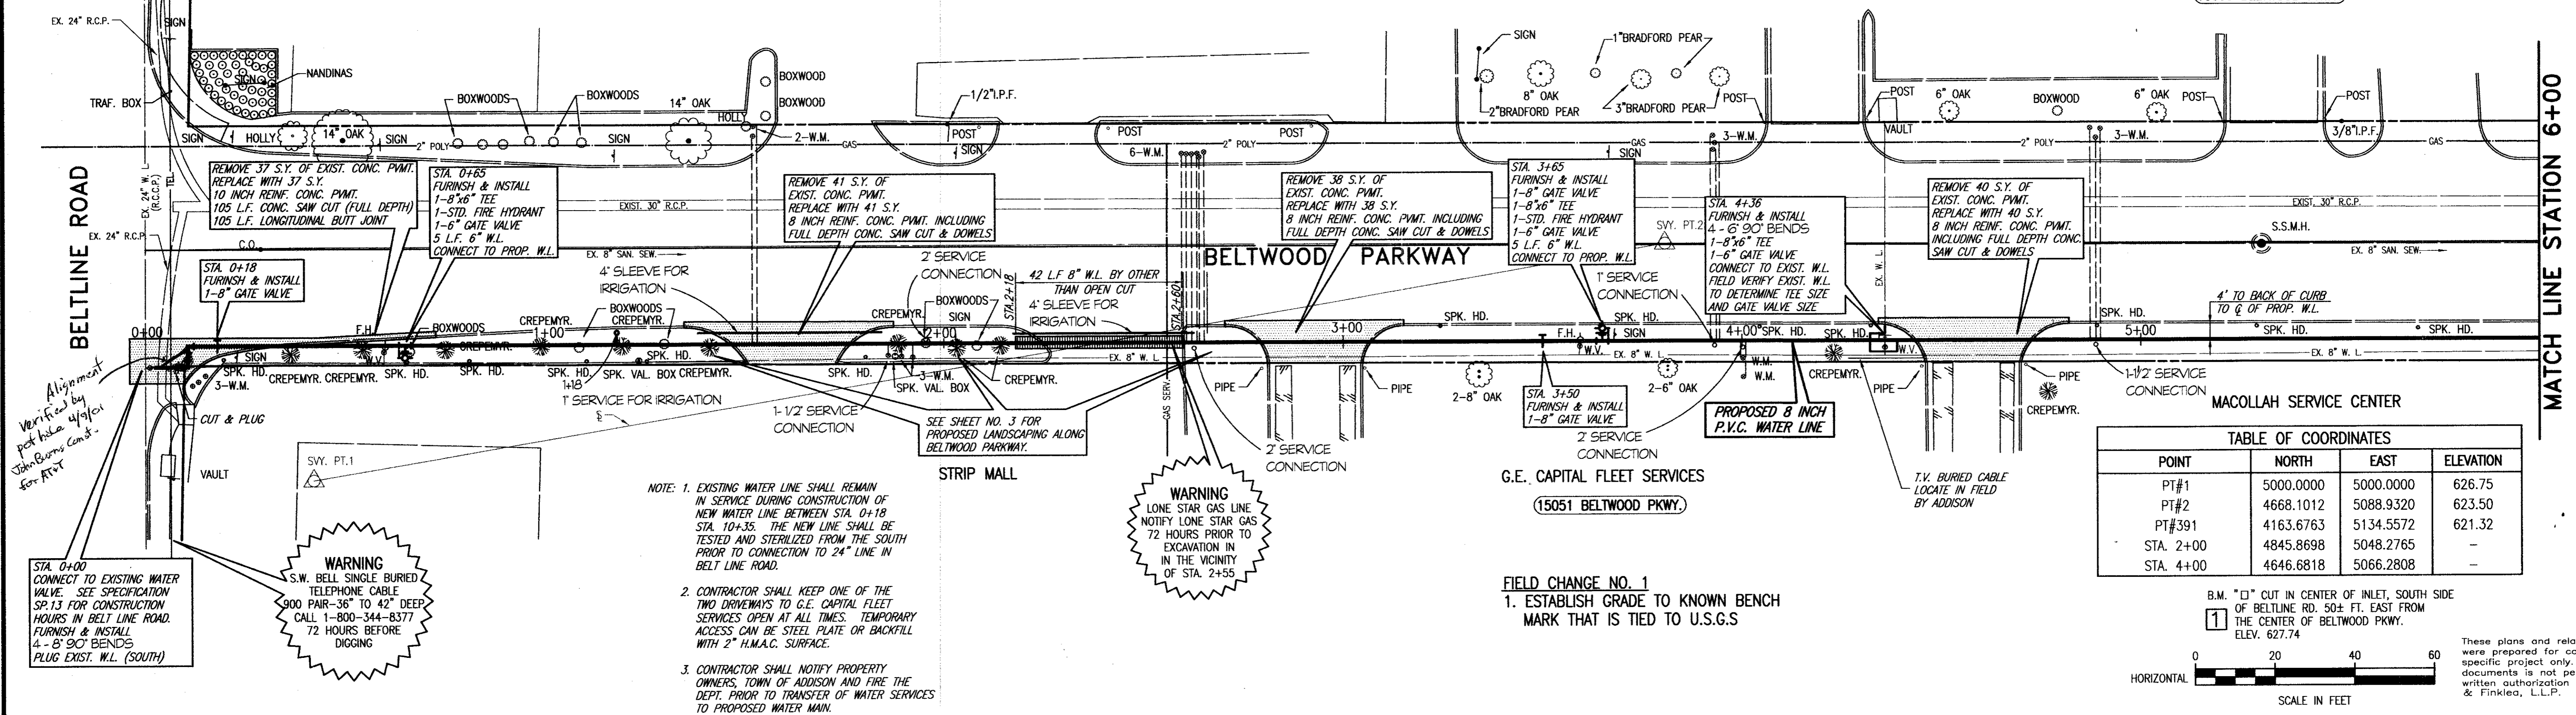 EX. 24" R.C.P.
SIGN
SIGN
NANDINAS
TRAF. BOX
SIGN
HOLLY
14" OAK
SIGN
BOXWOODS
BOXWOODS
SIGN
14" OAK
HOLLY
BOXWOOD
BOXWOOD
2-W.M.
2" POLY
GAS
1/2"I.P.F.
POST
SIGN
POST
POST
6-W.M.
2" POLY
SIGN
2"BRADFORD PEAR
8" OAK
1"BRADFORD PEAR
3"BRADFORD PEAR
POST
3-W.M.
GAS
SIGN
POST
VAULT
6" OAK
BOXWOOD
6" OAK
POST
3-W.M.
2" POLY
POST
3/8"I.P.F.
GAS
BELTLINE ROAD
EX. 24" W. L.
(R.C.C.P.)
TEL
EX. 24" R.C.P.
C.O.
REMOVE 37 S.Y. OF EXIST. CONC. PVMT.
REPLACE WITH 37 S.Y.
10 INCH REINF. CONC. PVMT.
105 L.F. CONC. SAW CUT (FULL DEPTH)
105 L.F. LONGITUDINAL BUTT JOINT
STA. 0+65
FURINSH & INSTALL
1-8"x6" TEE
1-STD. FIRE HYDRANT
1-6" GATE VALVE
5 L.F. 6" W.L.
CONNECT TO PROP. W.L.
EXIST. 30" R.C.P.
EX. 8" SAN. SEW.
REMOVE 41 S.Y. OF
EXIST. CONC. PVMT.
REPLACE WITH 41 S.Y.
8 INCH REINF. CONC. PVMT. INCLUDING
FULL DEPTH CONC. SAW CUT & DOWELS
REMOVE 38 S.Y. OF
EXIST. CONC. PVMT.
REPLACE WITH 38 S.Y.
8 INCH REINF. CONC. PVMT. INCLUDING
FULL DEPTH CONC. SAW CUT & DOWELS
STA. 3+65
FURINSH & INSTALL
1-8" GATE VALVE
1-8"x6" TEE
1-STD. FIRE HYDRANT
1-6" GATE VALVE
5 L.F. 6" W.L.
CONNECT TO PROP. W.L.
SVY. PT.2
STA. 4+36
FURINSH & INSTALL
4 - 6" 90° BENDS
1-8"x6" TEE
1-6" GATE VALVE
CONNECT TO EXIST. W.L.
FIELD VERIFY EXIST. W.L.
TO DETERMINE TEE SIZE
AND GATE VALVE SIZE
EX. W. L.
REMOVE 40 S.Y. OF
EXIST. CONC. PVMT.
REPLACE WITH 40 S.Y.
8 INCH REINF. CONC. PVMT.
INCLUDING FULL DEPTH CONC.
SAW CUT & DOWELS
EXIST. 30" R.C.P.
S.S.M.H.
EX. 8" SAN. SEW.
MATCH LINE STATION 6+00
BELTWOOD PARKWAY
STA. 0+18
FURINSH & INSTALL
1-8" GATE VALVE
4" SLEEVE FOR
IRRIGATION
2" SERVICE
CONNECTION
STA.2+18
42 L.F 8" W.L. BY OTHER
THAN OPEN CUT
STA.2+60
4" SLEEVE FOR
IRRIGATION
1" SERVICE
CONNECTION
4' TO BACK OF CURB
TO ℄ OF PROP. W.L.
0+00
F.H.
BOXWOODS
CREPEMYR.
1+00
BOXWOODS
CREPEMYR.
CREPEMYR.
2+00
BOXWOODS
SIGN
3+00
SPK. HD.
F.H.
SIGN
4+00
SPK. HD.
SPK. HD.
SPK. HD.
5+00
SPK. HD.
SPK. HD.
SIGN
SPK. HD.
3-W.M.
CREPEMYR.
CREPEMYR.
W.V.
SPK. HD.
CREPEMYR.
SPK. HD.
SPK. HD.
1+18
SPK. VAL. BOX
SPK. HD.
CREPEMYR.
SPK. HD.
3-W.M.
SPK. VAL. BOX
SPK. HD.
CREPEMYR.
EX. 8" W. L.
GAS SERV.
PIPE
PIPE
2-8" OAK
W.V.
EX. 8" W. L.
2-6" OAK
W.M.
W.M.
CREPEMYR.
W.V.
PIPE
PIPE
CREPEMYR.
EX. 8" W. L.
1-1/2" SERVICE
CONNECTION
Alignment
verified by
pot hole 4/9/01
John Burns Const.
for AT&T
CUT & PLUG
VAULT
1" SERVICE FOR IRRIGATION
℄
1- 1/2" SERVICE
CONNECTION
SEE SHEET NO. 3 FOR
PROPOSED LANDSCAPING ALONG
BELTWOOD PARKWAY.
STRIP MALL
2" SERVICE
CONNECTION
STA. 3+50
FURINSH & INSTALL
1-8" GATE VALVE
2" SERVICE
CONNECTION
PROPOSED 8 INCH
P.V.C. WATER LINE
MACOLLAH SERVICE CENTER
SVY. PT.1
G.E. CAPITAL FLEET SERVICES
15051 BELTWOOD PKWY.
T.V. BURIED CABLE
LOCATE IN FIELD
BY ADDISON
STA. 0+00
CONNECT TO EXISTING WATER
VALVE. SEE SPECIFICATION
SP.13 FOR CONSTRUCTION
HOURS IN BELT LINE ROAD.
FURNISH & INSTALL
4 - 8" 90° BENDS
PLUG EXIST. W.L. (SOUTH)
WARNING
S.W. BELL SINGLE BURIED
TELEPHONE CABLE
900 PAIR-36" TO 42" DEEP
CALL 1-800-344-8377
72 HOURS BEFORE
DIGGING
NOTE: 1. EXISTING WATER LINE SHALL REMAIN
IN SERVICE DURING CONSTRUCTION OF
NEW WATER LINE BETWEEN STA. 0+18
STA. 10+35. THE NEW LINE SHALL BE
TESTED AND STERILIZED FROM THE SOUTH
PRIOR TO CONNECTION TO 24" LINE IN
BELT LINE ROAD.
2. CONTRACTOR SHALL KEEP ONE OF THE
TWO DRIVEWAYS TO G.E. CAPITAL FLEET
SERVICES OPEN AT ALL TIMES. TEMPORARY
ACCESS CAN BE STEEL PLATE OR BACKFILL
WITH 2" H.M.A.C. SURFACE.
3. CONTRACTOR SHALL NOTIFY PROPERTY
OWNERS, TOWN OF ADDISON AND FIRE THE
DEPT. PRIOR TO TRANSFER OF WATER SERVICES
TO PROPOSED WATER MAIN.
WARNING
LONE STAR GAS LINE
NOTIFY LONE STAR GAS
72 HOURS PRIOR TO
EXCAVATION IN
IN THE VICINITY
OF STA. 2+55
FIELD CHANGE NO. 1
1. ESTABLISH GRADE TO KNOWN BENCH
MARK THAT IS TIED TO U.S.G.S
TABLE OF COORDINATES
POINT NORTH EAST ELEVATION
PT#1 5000.0000 5000.0000 626.75
PT#2 4668.1012 5088.9320 623.50
PT#391 4163.6763 5134.5572 621.32
STA. 2+00 4845.8698 5048.2765 –
STA. 4+00 4646.6818 5066.2808 –
B.M. "□" CUT IN CENTER OF INLET, SOUTH SIDE
OF BELTLINE RD. 50± FT. EAST FROM
1 THE CENTER OF BELTWOOD PKWY.
ELEV. 627.74
HORIZONTAL
0 20 40 60
SCALE IN FEET
These plans and rela
were prepared for co
specific project only.
documents is not pe
written authorization
& Finklea, L.L.P.